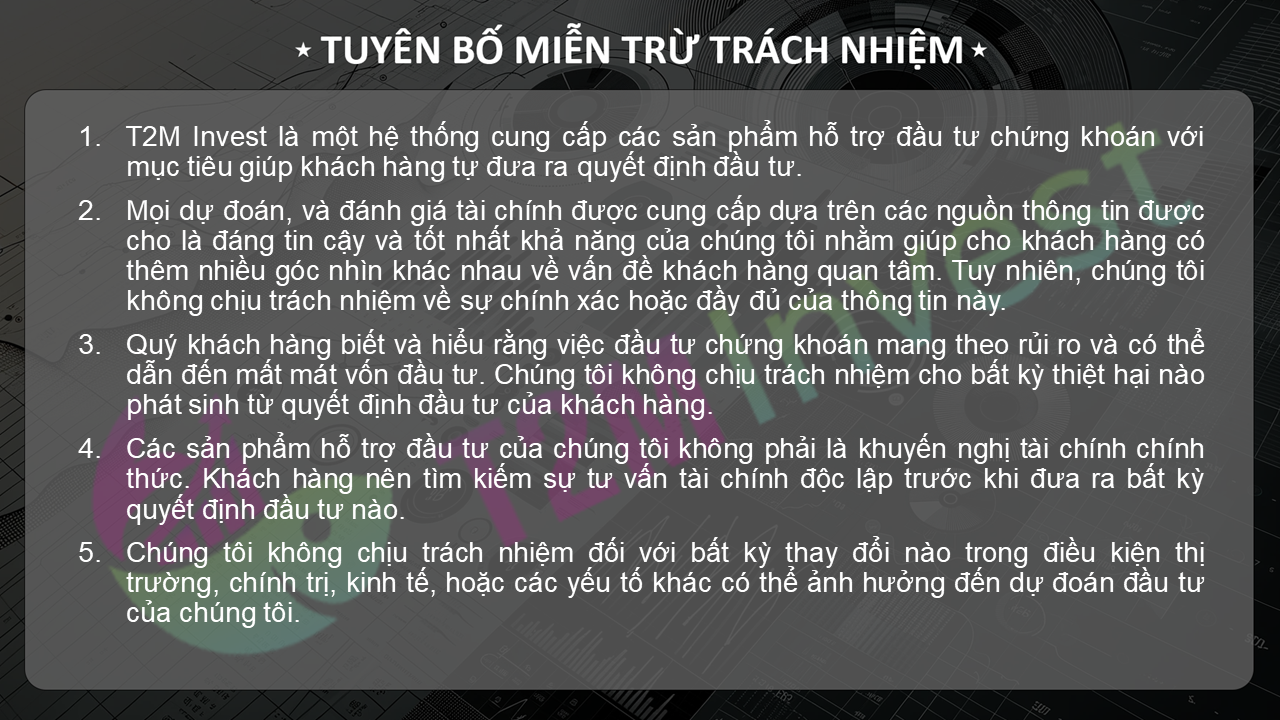 ⋆ TUYÊN BỐ MIỄN TRỪ TRÁCH NHIỆM ⋆
1. T2M Invest là một hệ thống cung cấp các sản phẩm hỗ trợ đầu tư chứng khoán với
mục tiêu giúp khách hàng tự đưa ra quyết định đầu tư.
2. Mọi dự đoán, và đánh giá tài chính được cung cấp dựa trên các nguồn thông tin được
cho là đáng tin cậy và tốt nhất khả năng của chúng tôi nhằm giúp cho khách hàng có
thêm nhiều góc nhìn khác nhau về vấn đề khách hàng quan tâm. Tuy nhiên, chúng tôi
không chịu trách nhiệm về sự chính xác hoặc đầy đủ của thông tin này.
3. Quý khách hàng biết và hiểu rằng việc đầu tư chứng khoán mang theo rủi ro và có thể
dẫn đến mất mát vốn đầu tư. Chúng tôi không chịu trách nhiệm cho bất kỳ thiệt hại nào
phát sinh từ quyết định đầu tư của khách hàng.
4. Các sản phẩm hỗ trợ đầu tư của chúng tôi không phải là khuyến nghị tài chính chính
thức. Khách hàng nên tìm kiếm sự tư vấn tài chính độc lập trước khi đưa ra bất kỳ
quyết định đầu tư nào.
5. Chúng tôi không chịu trách nhiệm đối với bất kỳ thay đổi nào trong điều kiện thị
trường, chính trị, kinh tế, hoặc các yếu tố khác có thể ảnh hưởng đến dự đoán đầu tư
của chúng tôi.
T2M Invest